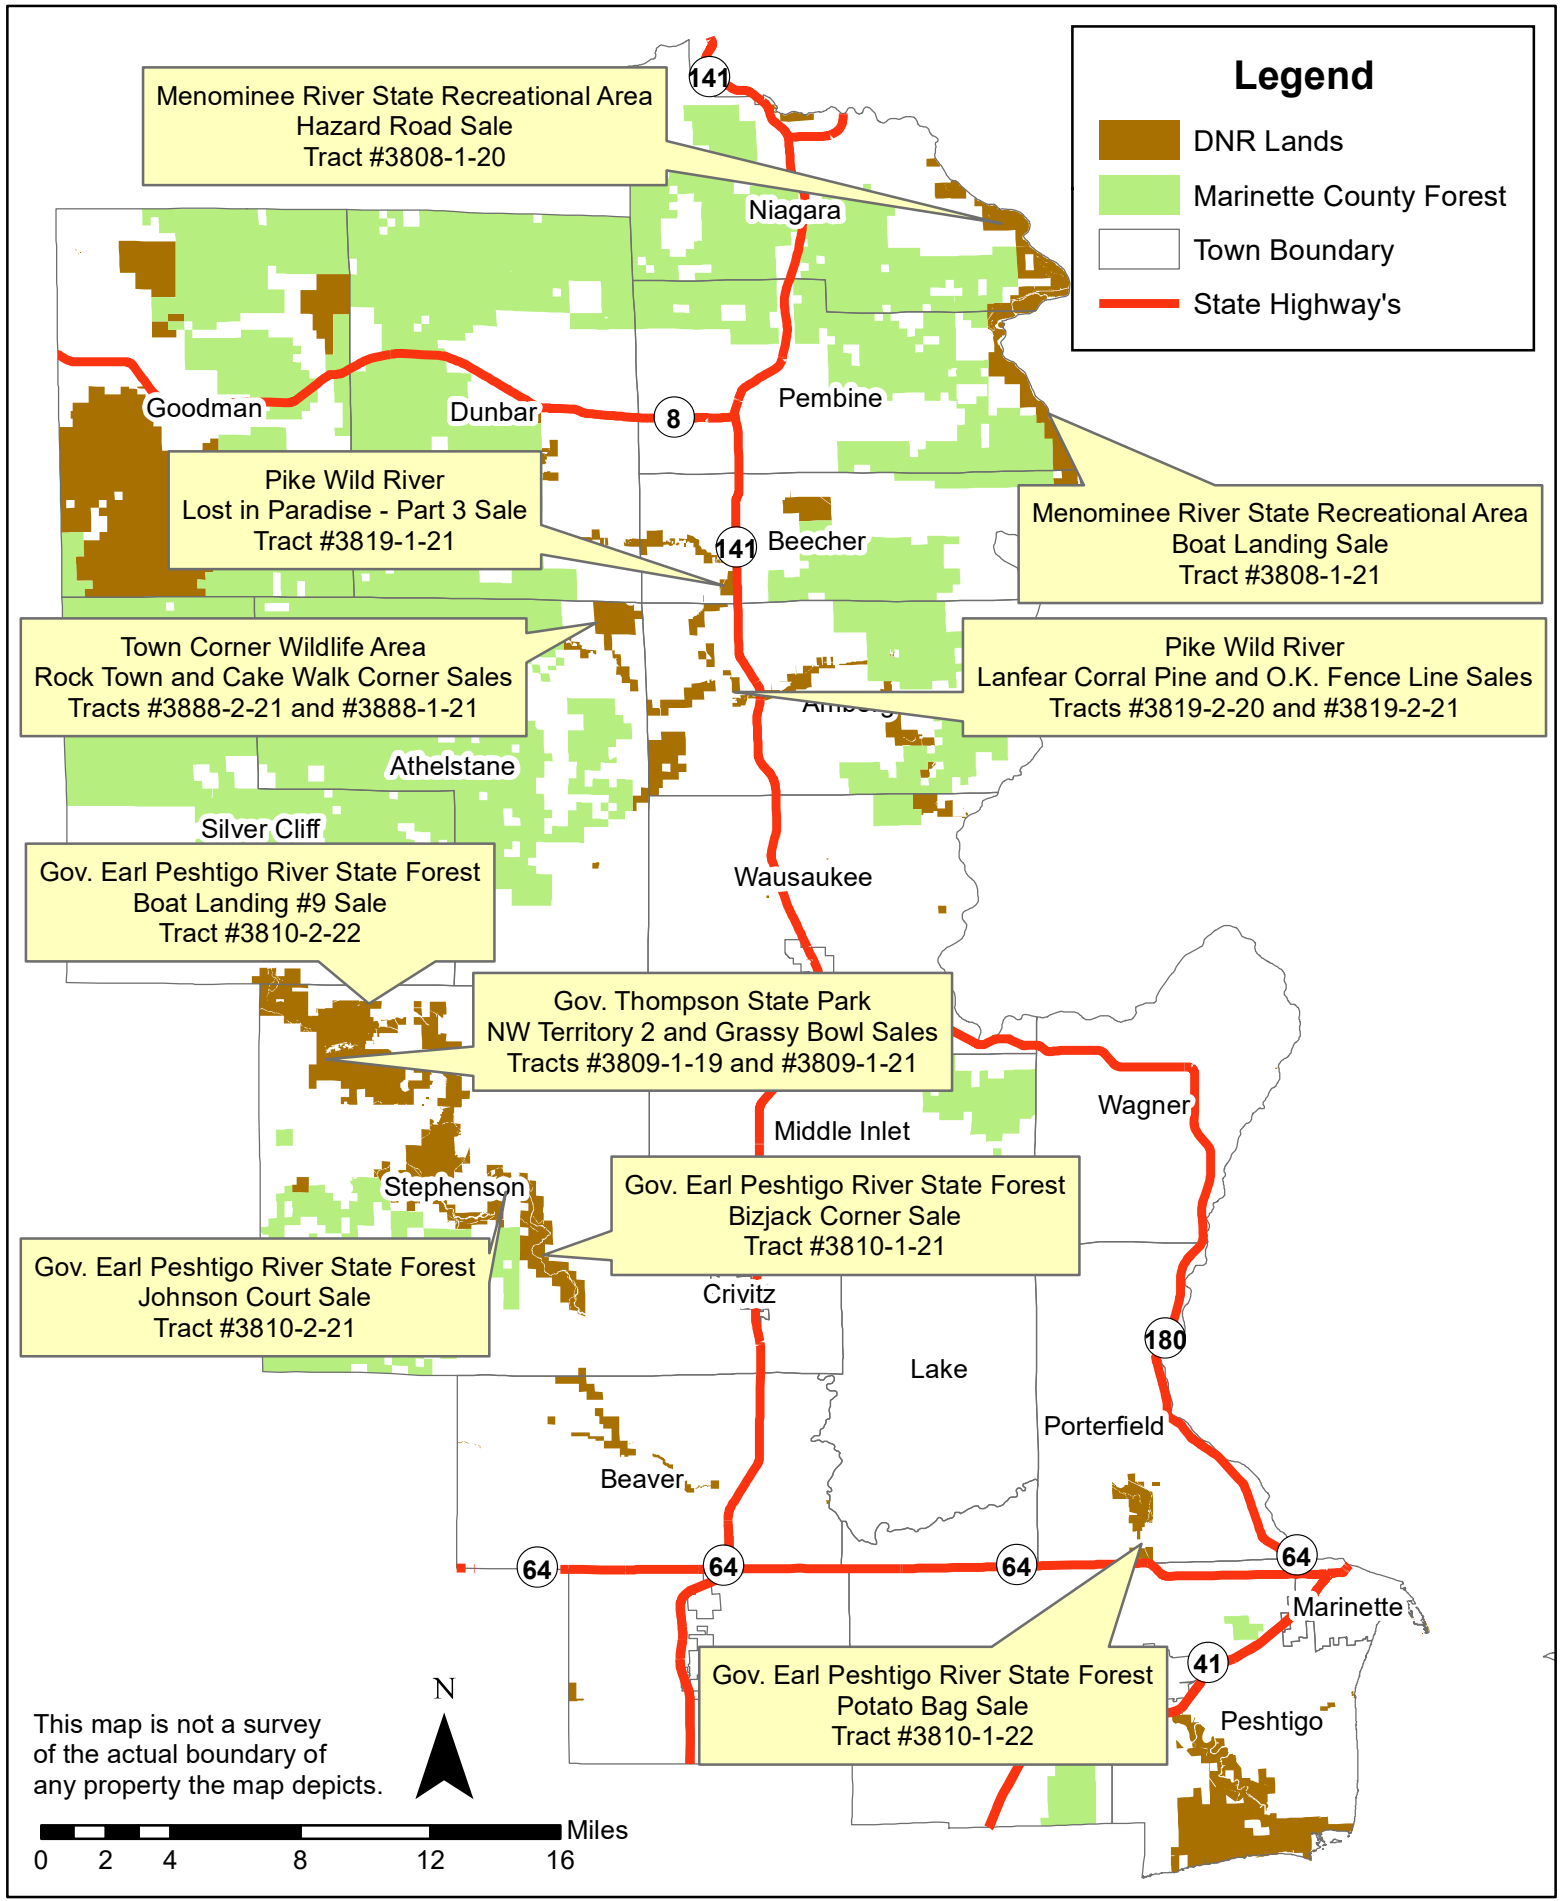 141
Legend
DNR Lands
Marinette County Forest
Town Boundary
State Highway's
Menominee River State Recreational Area
Hazard Road Sale
Tract #3808-1-20
Niagara
Goodman
Dunbar
8
Pembine
Pike Wild River
Lost in Paradise - Part 3 Sale
Tract #3819-1-21
141
Beecher
Menominee River State Recreational Area
Boat Landing Sale
Tract #3808-1-21
Town Corner Wildlife Area
Rock Town and Cake Walk Corner Sales
Tracts #3888-2-21 and #3888-1-21
Pike Wild River
Lanfear Corral Pine and O.K. Fence Line Sales
Tracts #3819-2-20 and #3819-2-21
Athelstane
Silver Cliff
Gov. Earl Peshtigo River State Forest
Boat Landing #9 Sale
Tract #3810-2-22
Wausaukee
Gov. Thompson State Park
NW Territory 2 and Grassy Bowl Sales
Tracts #3809-1-19 and #3809-1-21
Wagner
Middle Inlet
Stephenson
Gov. Earl Peshtigo River State Forest
Bizjack Corner Sale
Tract #3810-1-21
Gov. Earl Peshtigo River State Forest
Johnson Court Sale
Tract #3810-2-21
Crivitz
180
Lake
Porterfield
Beaver
64
64
64
64
Marinette
41
Gov. Earl Peshtigo River State Forest
Potato Bag Sale
Tract #3810-1-22
Peshtigo
N
This map is not a survey
of the actual boundary of
any property the map depicts.
Miles
0 2 4 8 12 16